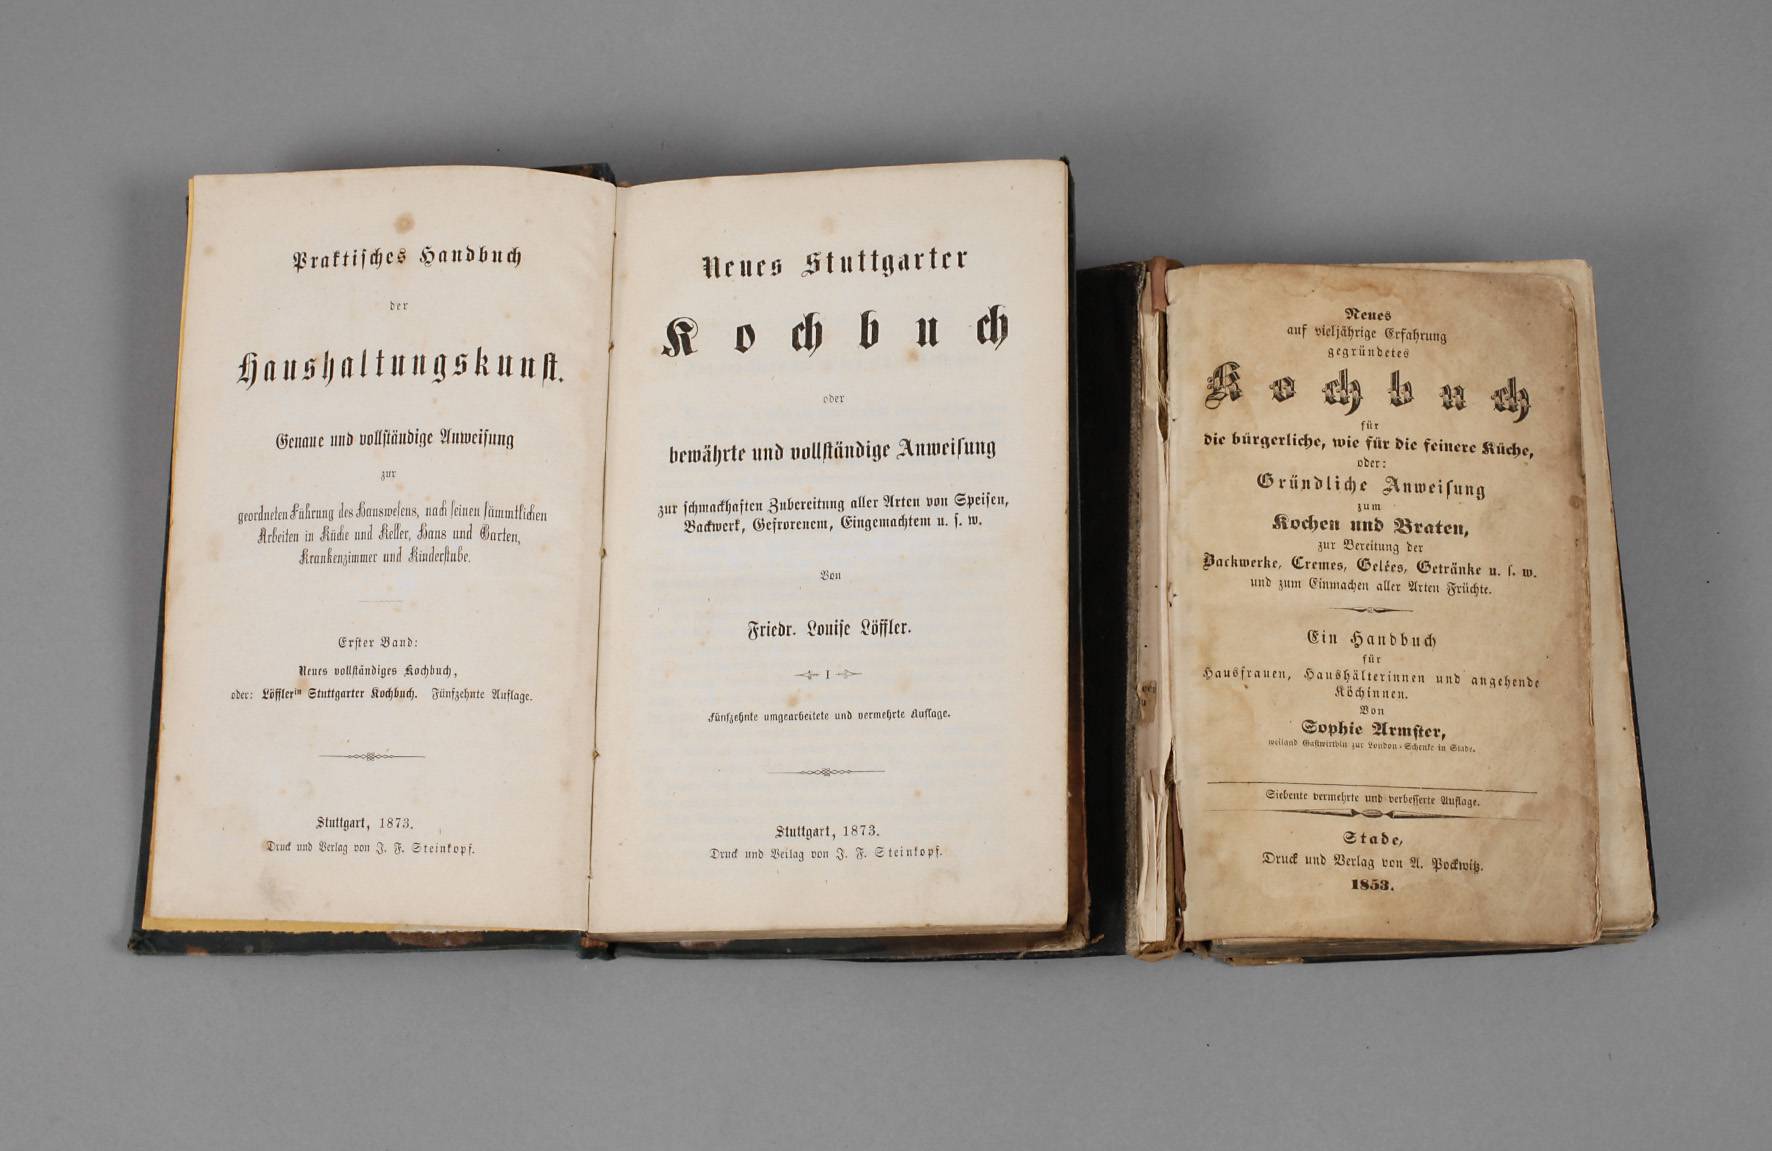 Praktisches Handbuch
der
Haushaltungskunst.
Genaue und vollständige Anweisung
zur
geordneten Führung des Hauswesens, nach seinen sämmtlichen
Arbeiten in Küche und Keller, Haus und Garten,
Krankenzimmer und Kinderstube.
Erster Band:
Neues vollständiges Kochbuch,
oder: Löfflerin Stuttgarter Kochbuch. Fünfzehnte Auflage.
Stuttgart, 1873.
Druck und Verlag von J. F. Steinkopf.
Neues Stuttgarter
Kochbuch
oder
bewährte und vollständige Anweisung
zur schmackhaften Zubereitung aller Arten von Speisen,
Backwerk, Gefrorenem, Eingemachtem u. s. w.
Von
Friedr. Louise Löffler.
I
Fünfzehnte umgearbeitete und vermehrte Auflage.
Stuttgart, 1873.
Druck und Verlag von J. F. Steinkopf.
Neues
auf vieljährige Erfahrung
gegründetes
Kochbuch
für
die bürgerliche, wie für die feinere Küche,
oder:
Gründliche Anweisung
zum
Kochen und Braten,
zur Bereitung der
Backwerke, Cremes, Gelées, Getränke u. s. w.
und zum Einmachen aller Arten Früchte.
Ein Handbuch
für
Hausfrauen, Haushälterinnen und angehende
Köchinnen.
Von
Sophie Armster,
weiland Gastwirthin zur London-Schenke in Stade.
Siebente vermehrte und verbesserte Auflage.
Stade,
Druck und Verlag von A. Pockwitz.
1853.